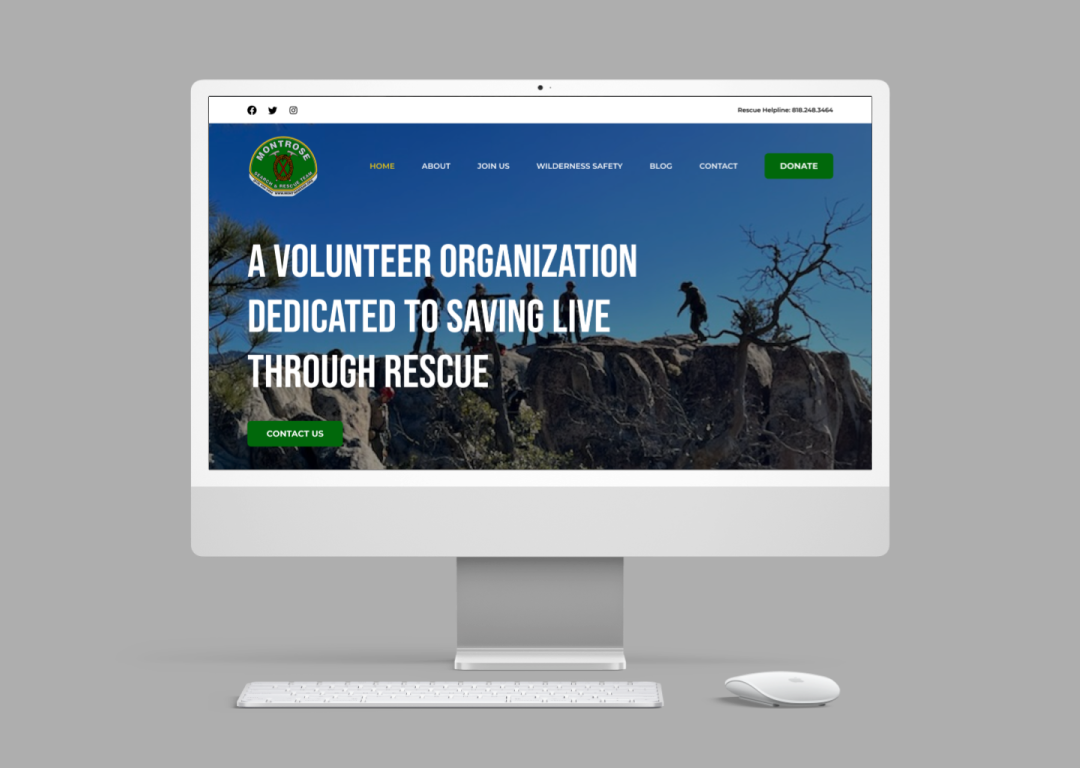 Rescue Helpline: 818.248.3464
MONTROSE
SEARCH & RESCUE TEAM
HOME ABOUT JOIN US WILDERNESS SAFETY BLOG CONTACT DONATE
A VOLUNTEER ORGANIZATION
DEDICATED TO SAVING LIVE
THROUGH RESCUE
CONTACT US